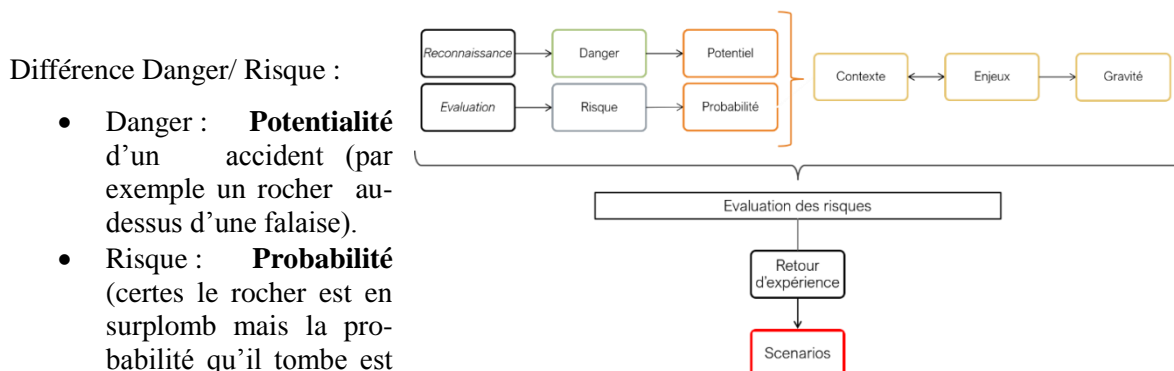 Différence Danger/ Risque :
• Danger : Potentialité
d’un accident (par
exemple un rocher au-
dessus d’une falaise).
• Risque : Probabilité
(certes le rocher est en
surplomb mais la pro-
babilité qu’il tombe est
Reconnaissance
Danger
Potentiel
Evaluation
Risque
Probabilité
Contexte
Enjeux
Gravité
Evaluation des risques
Retour
d’expérience
Scenarios